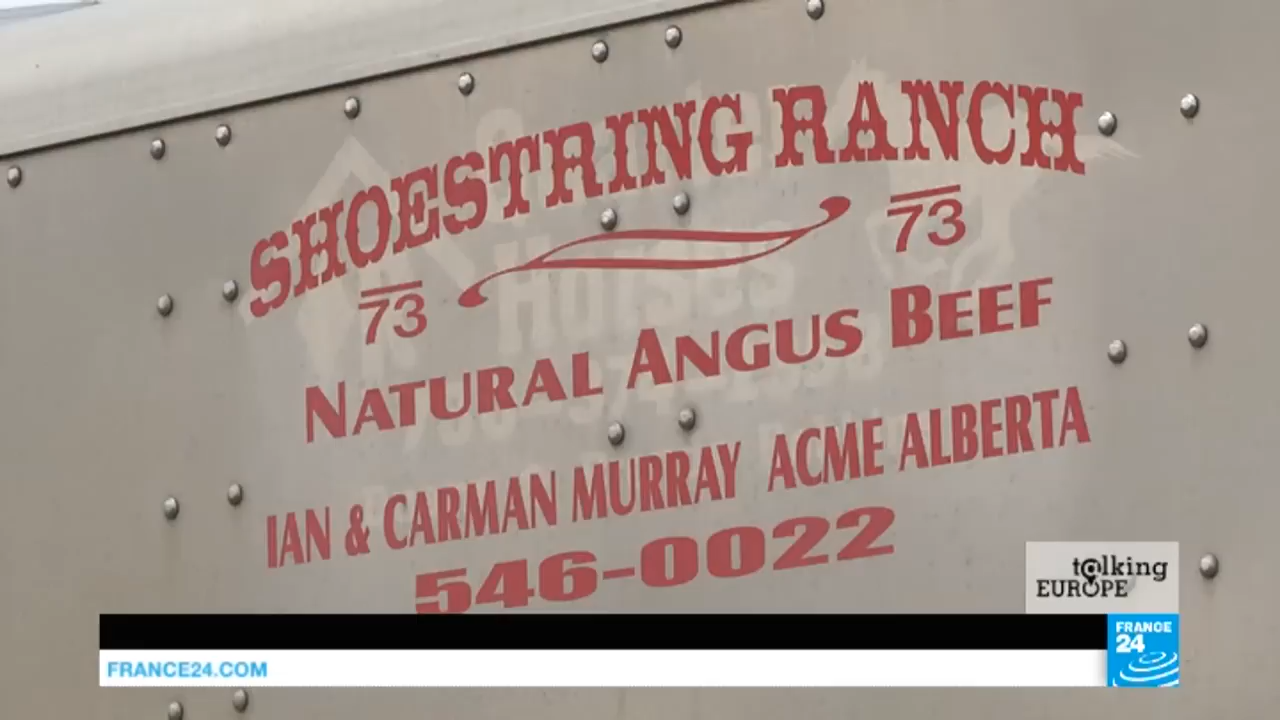 SHOESTRING RANCH
73
73
NATURAL ANGUS BEEF
IAN & CARMAN MURRAY ACME ALBERTA
546-0022
talking
EUROPE
FRANCE
24
FRANCE24.COM
Horses